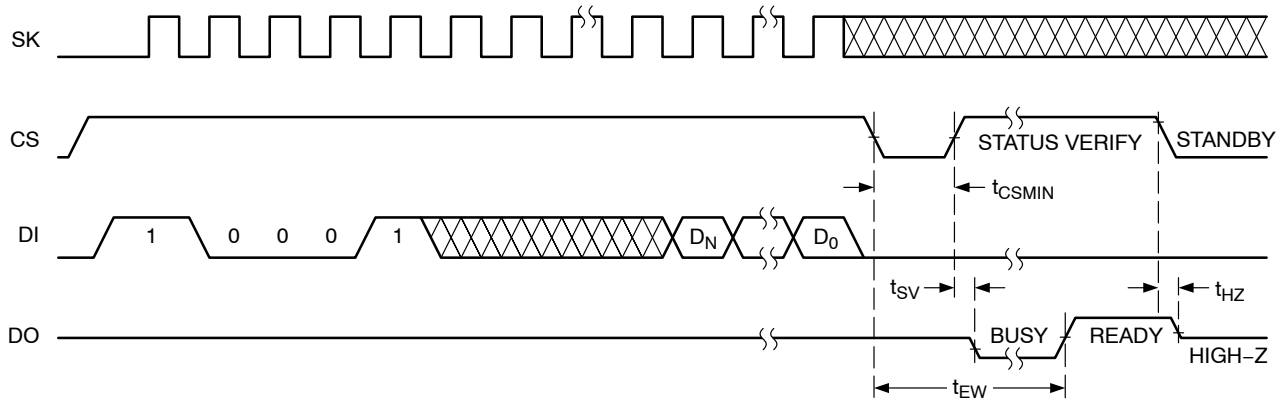 SK
CS
STATUS VERIFY
STANDBY
tCSMIN
DI
1 0 0 0 1 DN D0
tSV
tHZ
DO
BUSY
READY
HIGH–Z
tEW